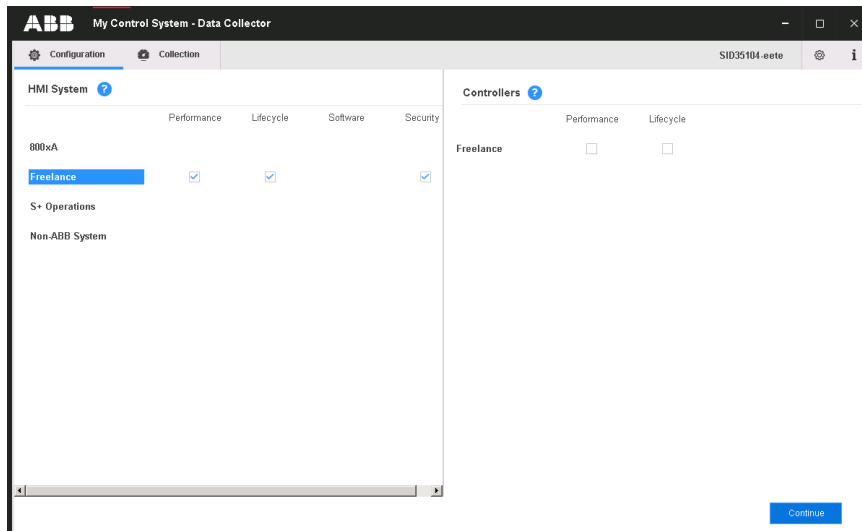 ABB My Control System - Data Collector
Configuration Collection SID35104-eete i
HMI System ?
Performance Lifecycle Software Security
800xA
Freelance
S+ Operations
Non-ABB System
Controllers ?
Performance Lifecycle
Freelance
Continue